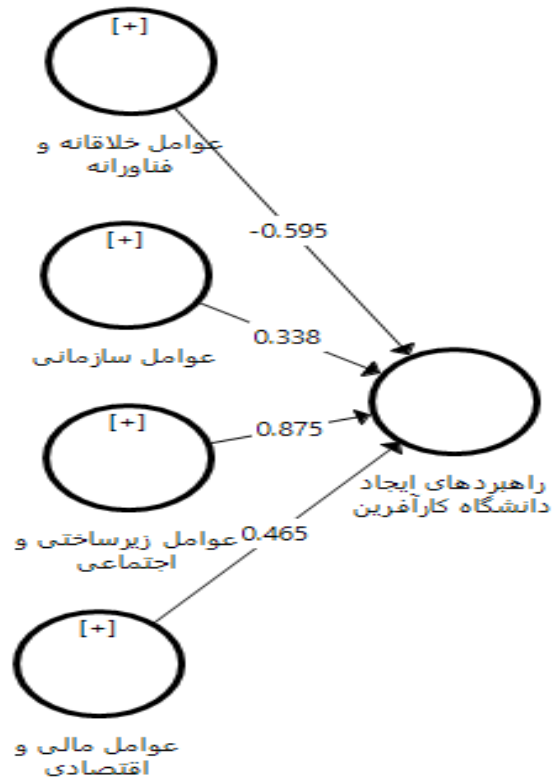 [+]
عوامل خلاقانه و
فناورانه
-0.595
[+]
عوامل سازمانی
0.338
[+]
عوامل زیرساختی و
اجتماعی
0.875
[+]
عوامل مالی و
اقتصادی
0.465
راهبردهای ایجاد
دانشگاه کارآفرین